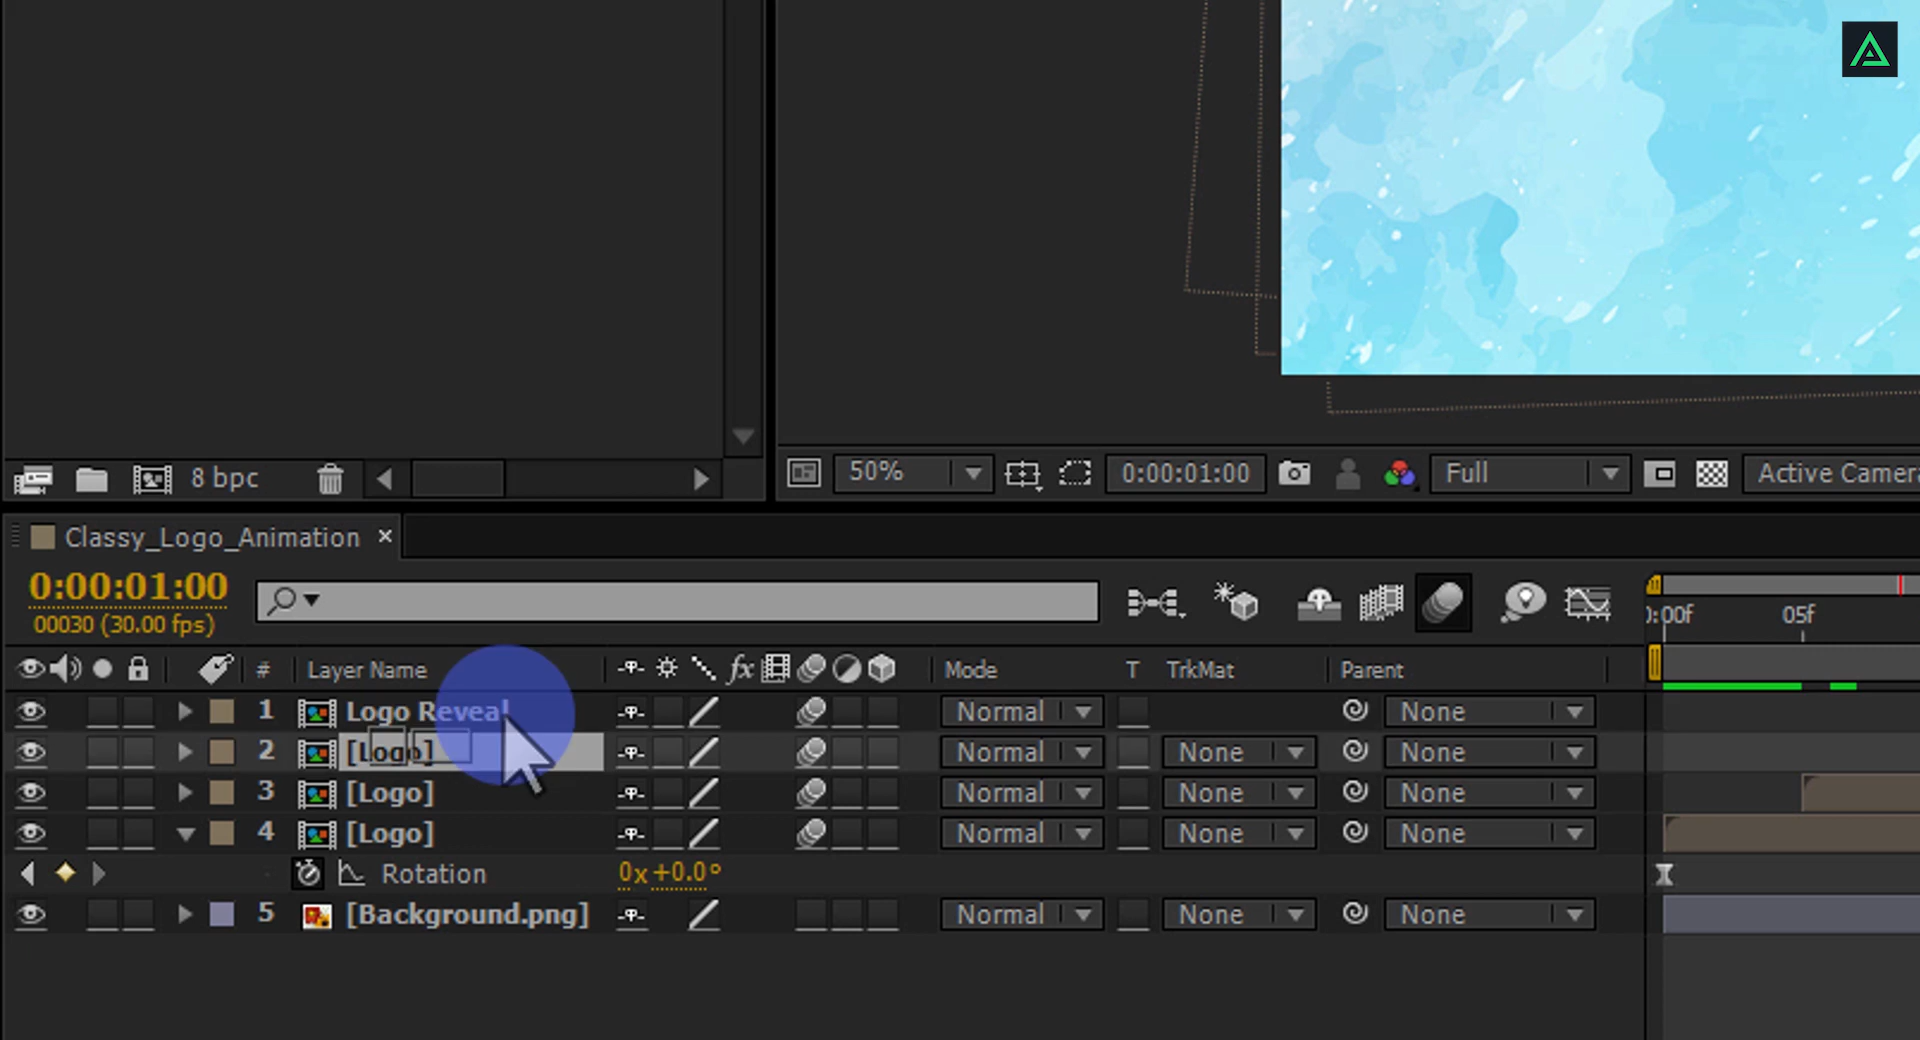 8 bpc
50%
0:00:01:00
Full
Active Camera
Classy_Logo_Animation ×
0:00:01:00
00030 (30.00 fps)
0:00f 05f
# Layer Name fx Mode T TrkMat Parent
1 Logo Reveal Normal None
2 [Logo] Normal None None
3 [Logo] Normal None None
4 [Logo] Normal None None
Rotation 0x+0.0°
5 [Background.png] Normal None None